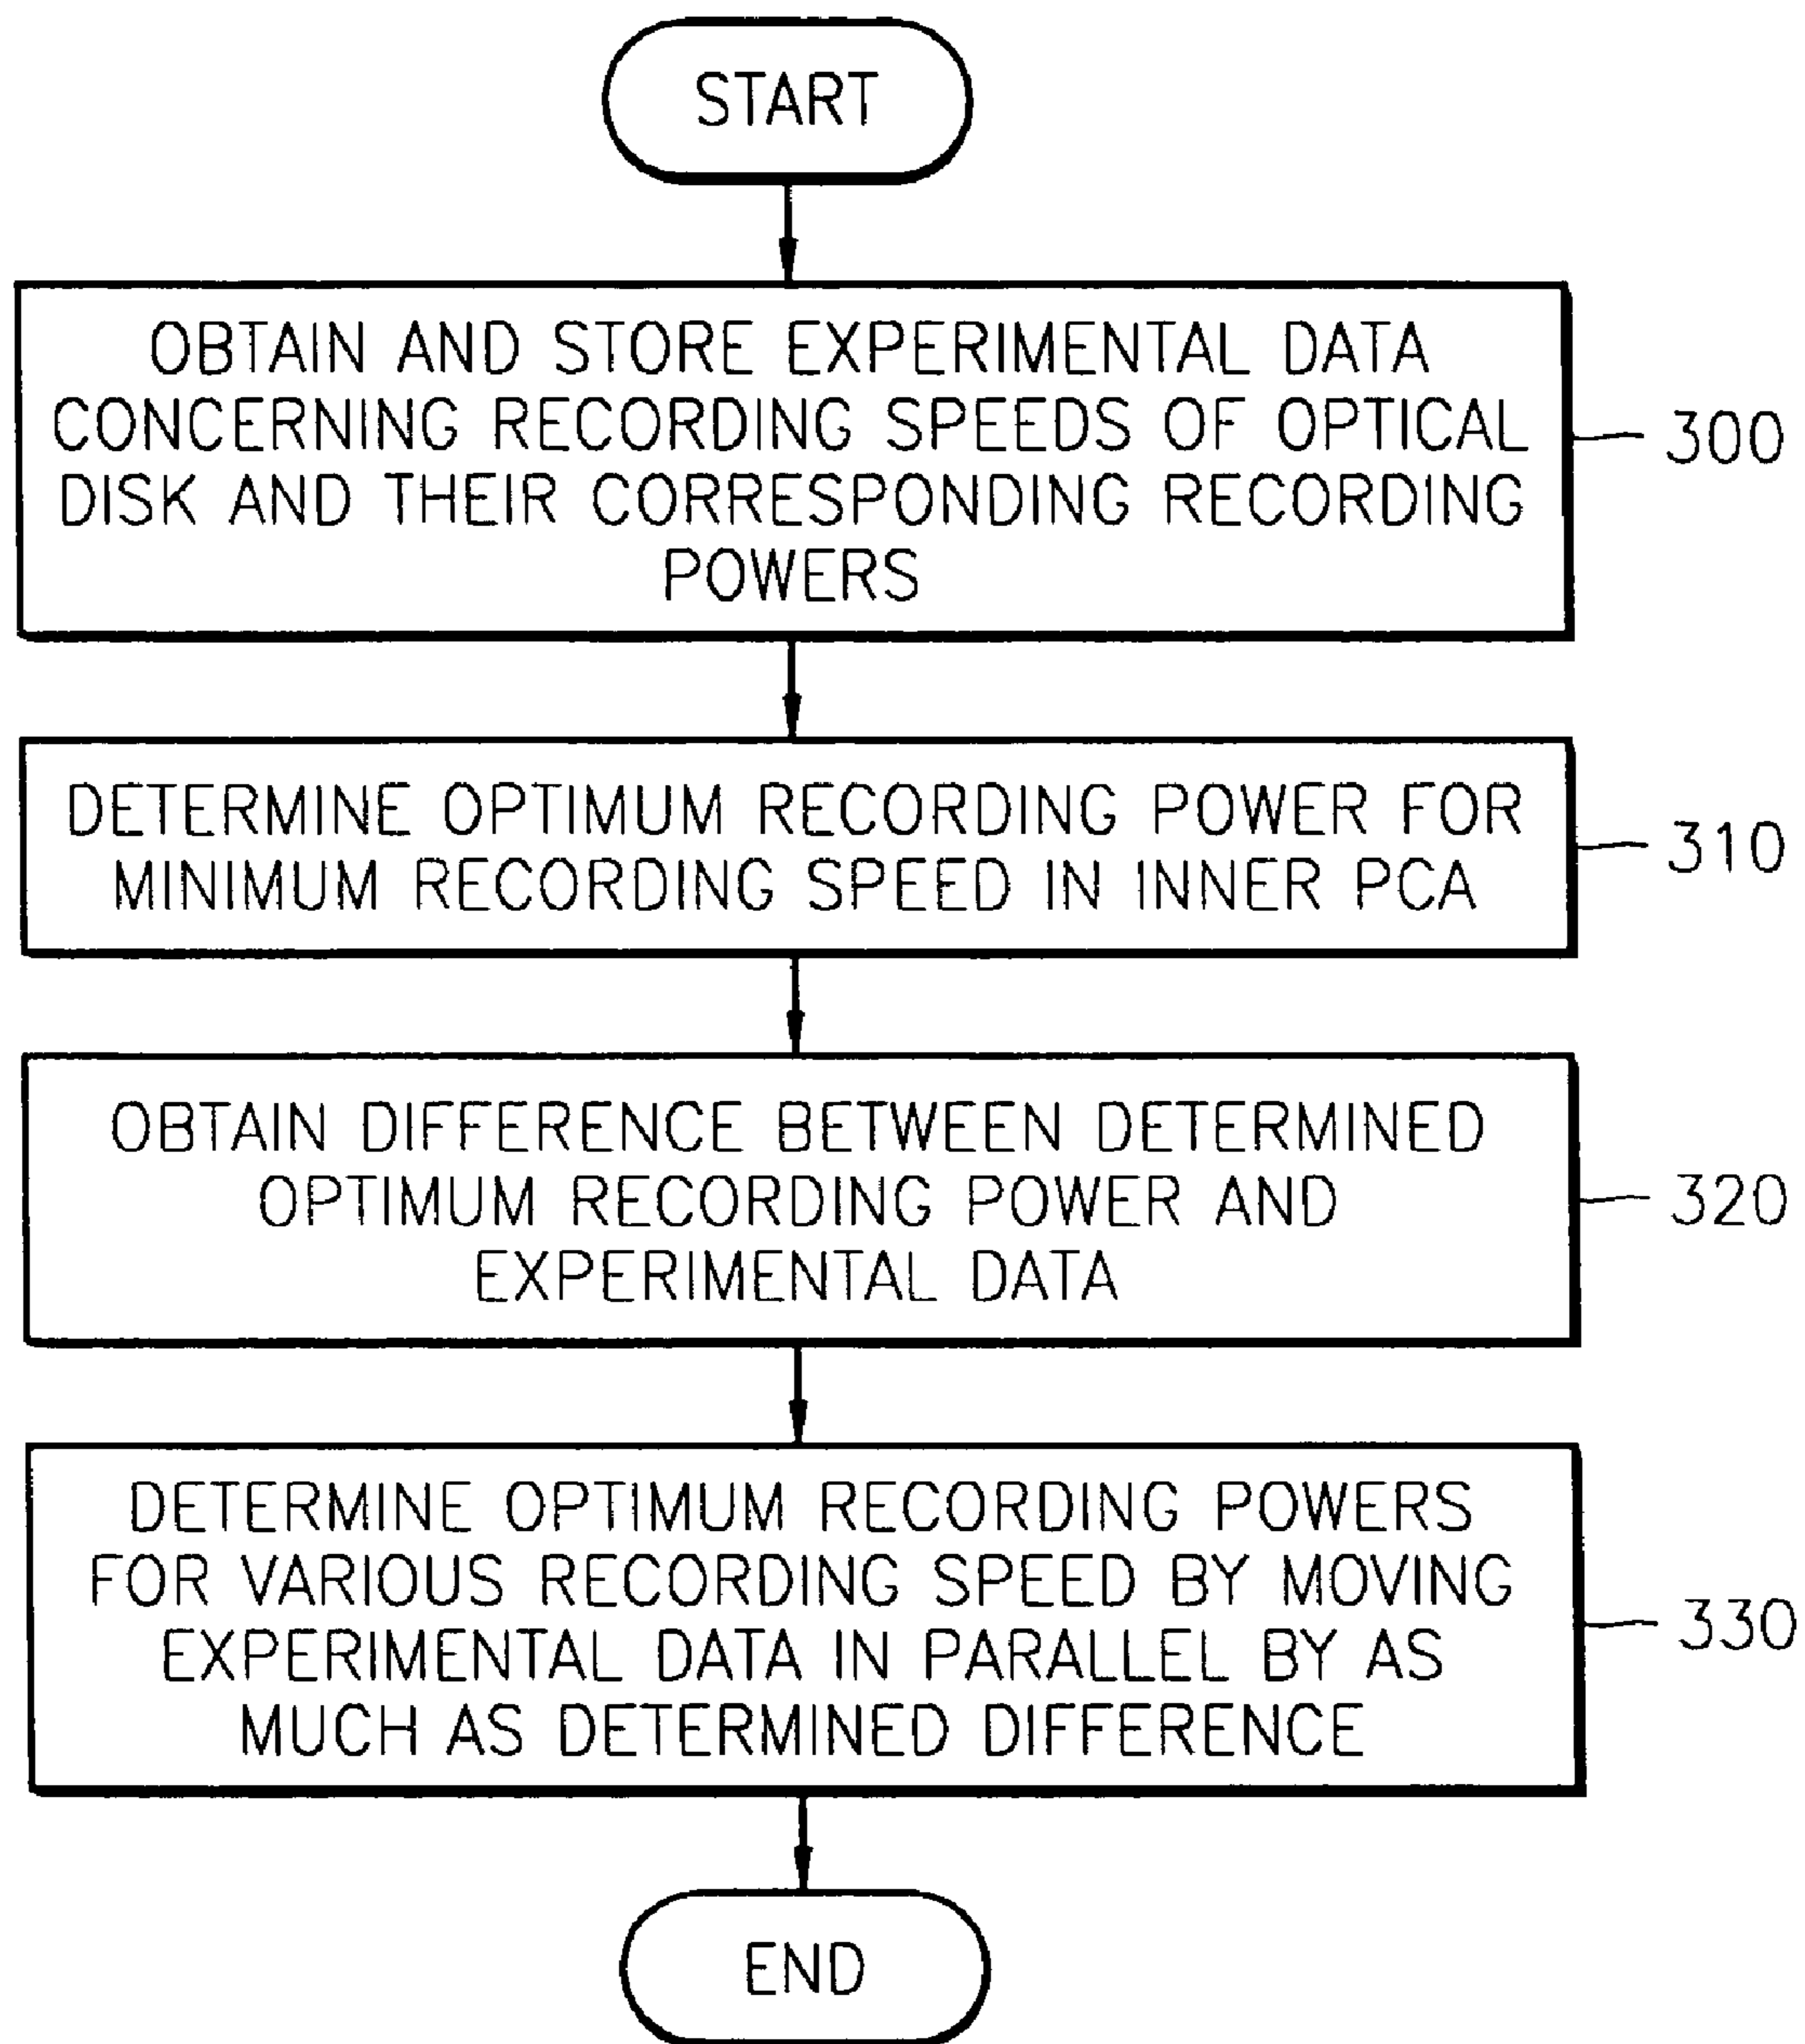 START
OBTAIN AND STORE EXPERIMENTAL DATA
CONCERNING RECORDING SPEEDS OF OPTICAL
DISK AND THEIR CORRESPONDING RECORDING
POWERS
300
DETERMINE OPTIMUM RECORDING POWER FOR
MINIMUM RECORDING SPEED IN INNER PCA
310
OBTAIN DIFFERENCE BETWEEN DETERMINED
OPTIMUM RECORDING POWER AND
EXPERIMENTAL DATA
320
DETERMINE OPTIMUM RECORDING POWERS
FOR VARIOUS RECORDING SPEED BY MOVING
EXPERIMENTAL DATA IN PARALLEL BY AS
MUCH AS DETERMINED DIFFERENCE
330
END